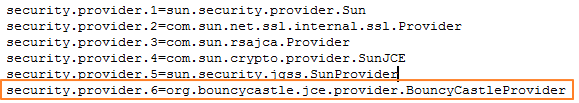 security.provider.1=sun.security.provider.Sun
security.provider.2=com.sun.net.ssl.internal.ssl.Provider
security.provider.3=com.sun.rsajca.Provider
security.provider.4=com.sun.crypto.provider.SunJCE
security.provider.5=sun.security.jgss.SunProvider
security.provider.6=org.bouncycastle.jce.provider.BouncyCastleProvider